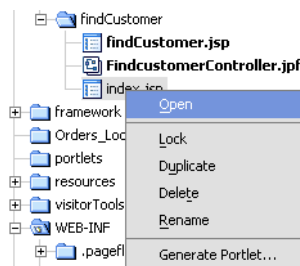 findCustomer
findCustomer.jsp
FindcustomerController.jpf
index.jsp
framework
Open
Orders_Loc
Lock
portlets
Duplicate
resources
Delete
visitorTools
Rename
WEB-INF
.pagefl
Generate Portlet...